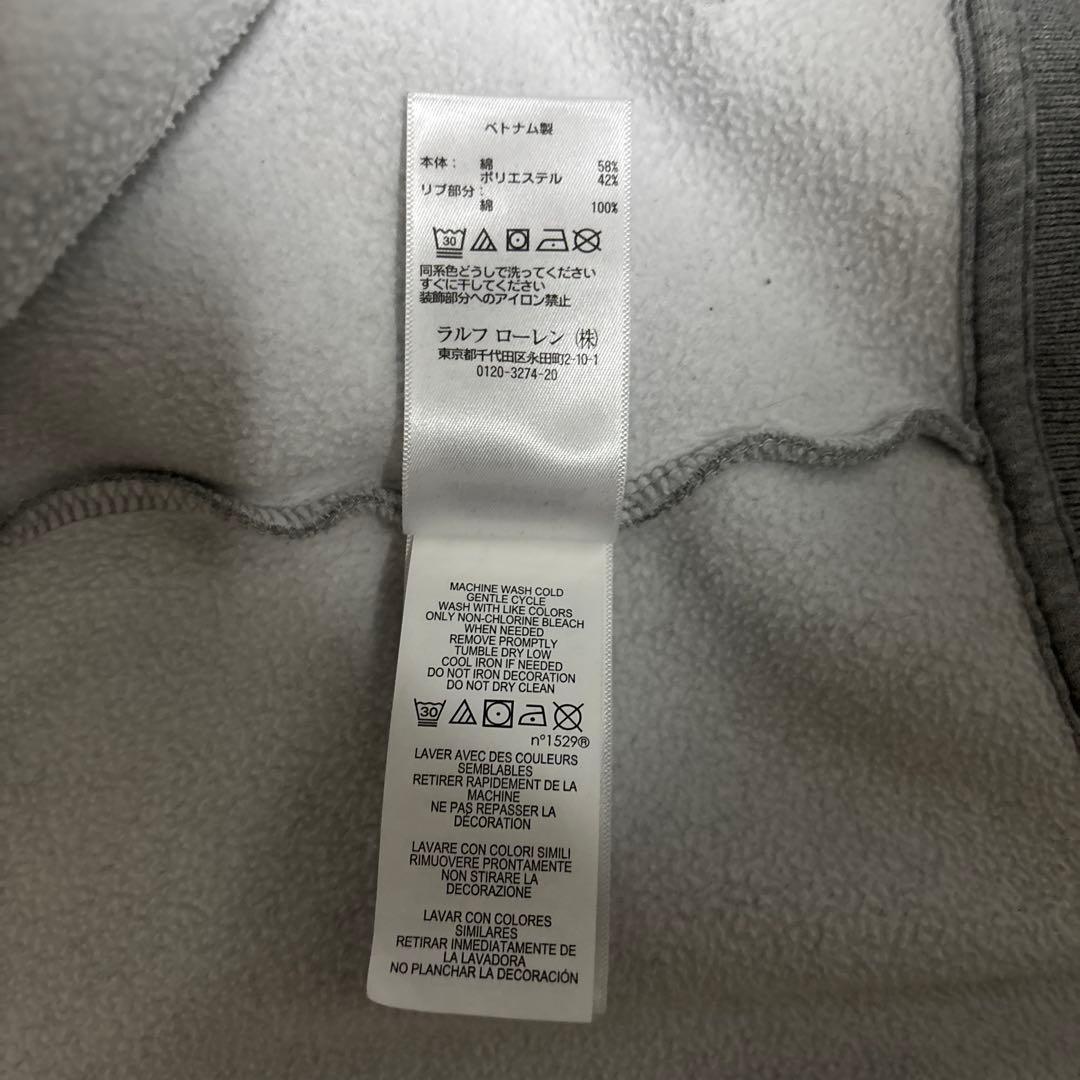 ベトナム製
本体： 綿 58%
ポリエステル 42%
リブ部分：
綿 100%
30
同系色どうしで洗ってください
すぐに干してください
装飾部分へのアイロン禁止
ラルフ ローレン (株)
東京都千代田区永田町2-10-1
0120-3274-20
MACHINE WASH COLD
GENTLE CYCLE
WASH WITH LIKE COLORS
ONLY NON-CHLORINE BLEACH
WHEN NEEDED
REMOVE PROMPTLY
TUMBLE DRY LOW
COOL IRON IF NEEDED
DO NOT IRON DECORATION
DO NOT DRY CLEAN
30
n°1529®
LAVER AVEC DES COULEURS
SEMBLABLES
RETIRER RAPIDEMENT DE LA
MACHINE
NE PAS REPASSER LA
DÉCORATION
LAVARE CON COLORI SIMILI
RIMUOVERE PRONTAMENTE
NON STIRARE LA
DECORAZIONE
LAVAR CON COLORES
SIMILARES
RETIRAR INMEDIATAMENTE DE
LA LAVADORA
NO PLANCHAR LA DECORACIÓN